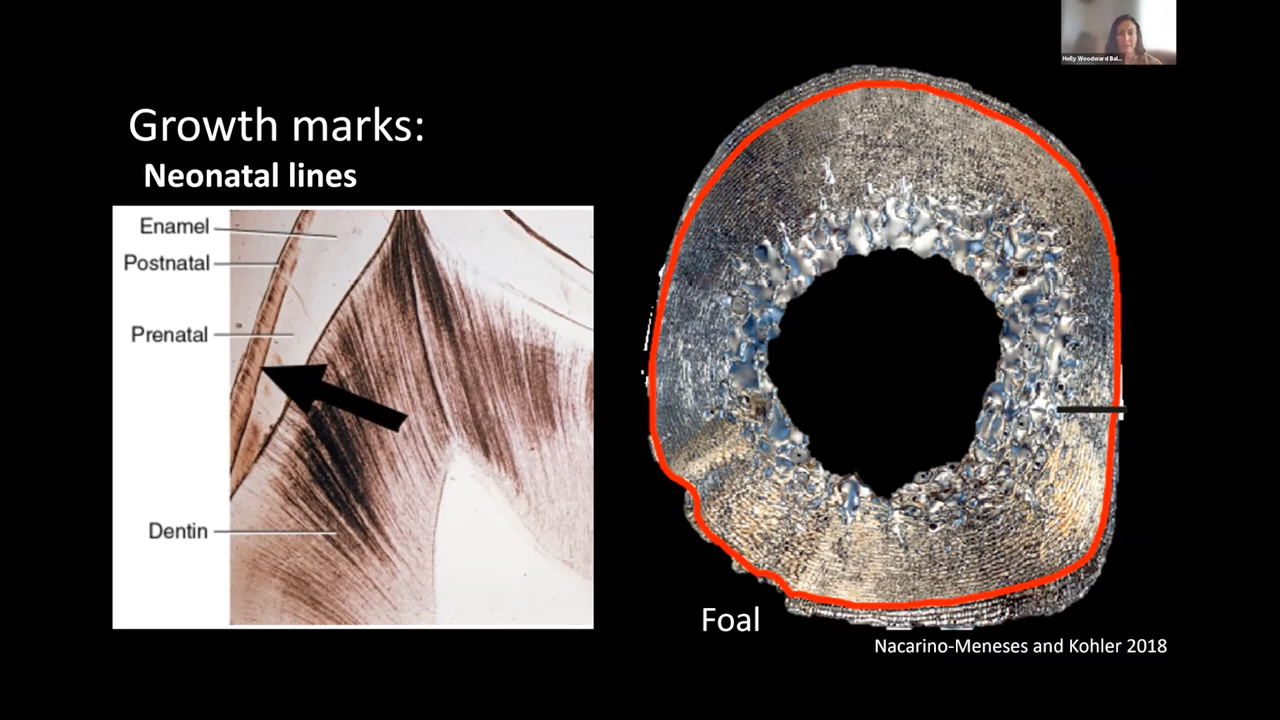 Holly Woodward Bal...
Growth marks:
Neonatal lines
Enamel
Postnatal
Prenatal
Dentin
Foal
Nacarino-Meneses and Kohler 2018